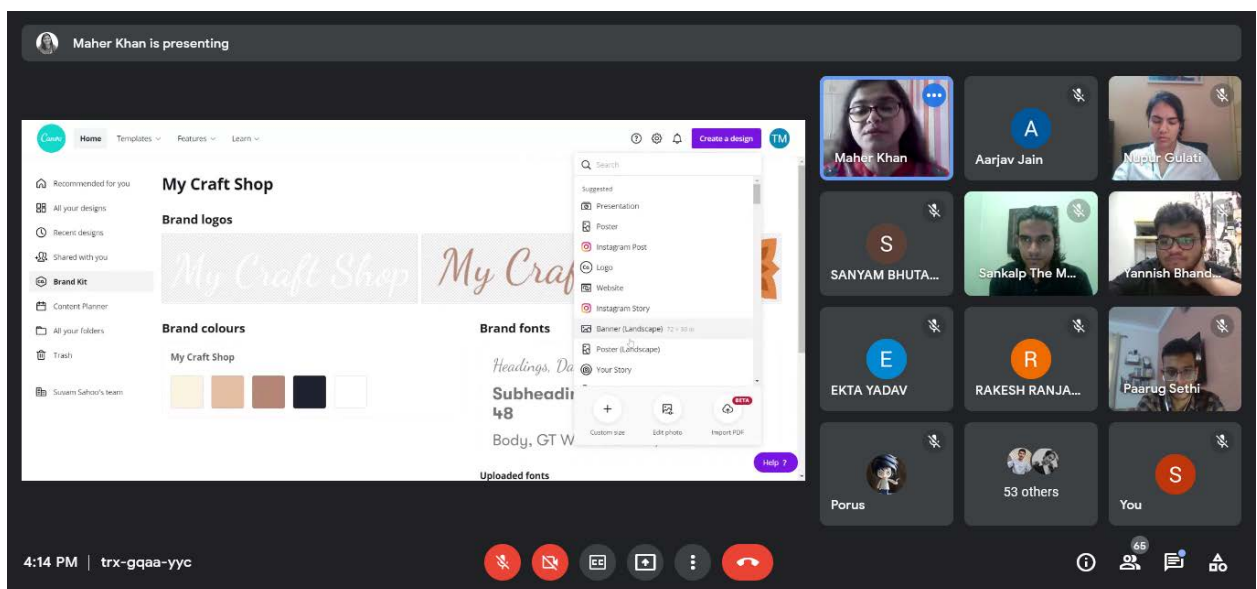 Maher Khan is presenting
Canva
Home
Templates
Features
Learn
Create a design
TM
Recommended for you
All your designs
Recent designs
Shared with you
Brand Kit
Content Planner
All your folders
Trash
Suvam Sahoo's team
My Craft Shop
Brand logos
My Craft Shop
My Craf
Brand colours
My Craft Shop
Brand fonts
Headings, Da
Subheadin
48
Body, GT W
Uploaded fonts
Search
Suggested
Presentation
Poster
Instagram Post
Logo
Website
Instagram Story
Banner (Landscape)
Poster (Landscape)
Your Story
BETA
Custom size
Edit photo
Import PDF
Help ?
Maher Khan
A
Aarjav Jain
Nupur Gulati
S
SANYAM BHUTA...
Sankalp The M...
Yannish Bhand...
E
EKTA YADAV
R
RAKESH RANJA...
Paarug Sethi
Porus
53 others
S
You
4:14 PM | trx-gqaa-yyc
CC
65